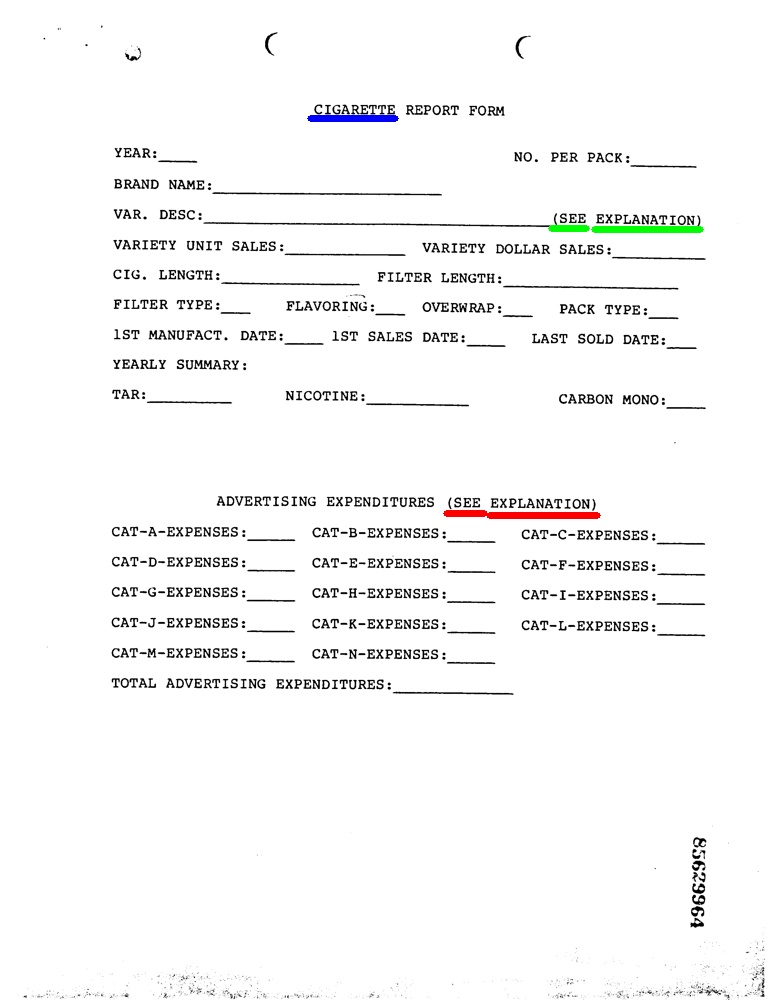 CIGARETTE REPORT FORM
YEAR:_____ NO. PER PACK:_______
BRAND NAME:_________________________
VAR. DESC:______________________________________(SEE EXPLANATION)
VARIETY UNIT SALES:_____________ VARIETY DOLLAR SALES:__________
CIG. LENGTH:_______________ FILTER LENGTH:___________________
FILTER TYPE:___ FLAVORING:___ OVERWRAP:___ PACK TYPE:___
1ST MANUFACT. DATE:____ 1ST SALES DATE:____ LAST SOLD DATE:___
YEARLY SUMMARY:
TAR:_________ NICOTINE:___________ CARBON MONO:____
ADVERTISING EXPENDITURES (SEE EXPLANATION)
CAT-A-EXPENSES:_____ CAT-B-EXPENSES:_____ CAT-C-EXPENSES:_____
CAT-D-EXPENSES:_____ CAT-E-EXPENSES:_____ CAT-F-EXPENSES:_____
CAT-G-EXPENSES:_____ CAT-H-EXPENSES:_____ CAT-I-EXPENSES:_____
CAT-J-EXPENSES:_____ CAT-K-EXPENSES:_____ CAT-L-EXPENSES:_____
CAT-M-EXPENSES:_____ CAT-N-EXPENSES:_____
TOTAL ADVERTISING EXPENDITURES:_____________
85629964